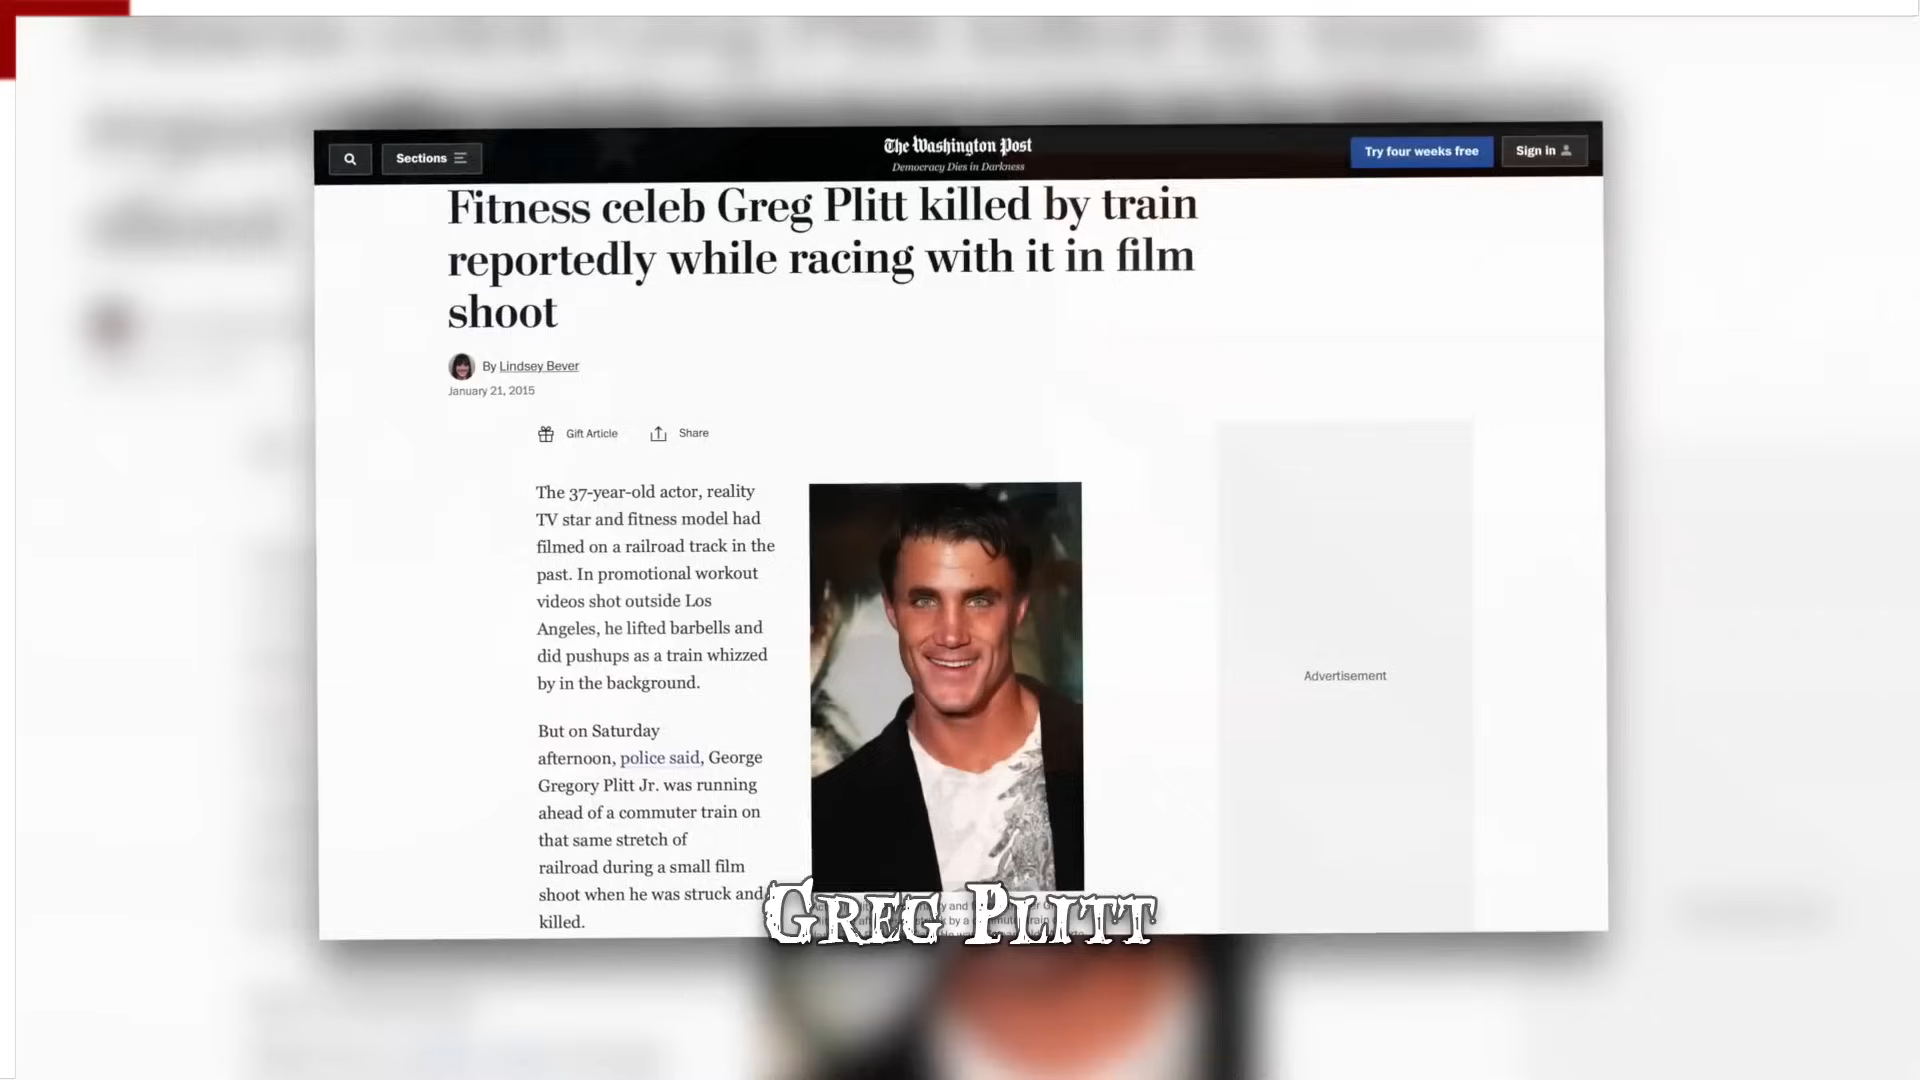 The Washington Post
Democracy Dies in Darkness
Sections
Try four weeks free
Sign in
Fitness celeb Greg Plitt killed by train
reportedly while racing with it in film
shoot
By Lindsey Bever
January 21, 2015
Gift Article
Share
The 37-year-old actor, reality
TV star and fitness model had
filmed on a railroad track in the
past. In promotional workout
videos shot outside Los
Angeles, he lifted barbells and
did pushups as a train whizzed
by in the background.
But on Saturday
afternoon, police said, George
Gregory Plitt Jr. was running
ahead of a commuter train on
that same stretch of
railroad during a small film
shoot when he was struck and
killed.
Advertisement
Greg Plitt